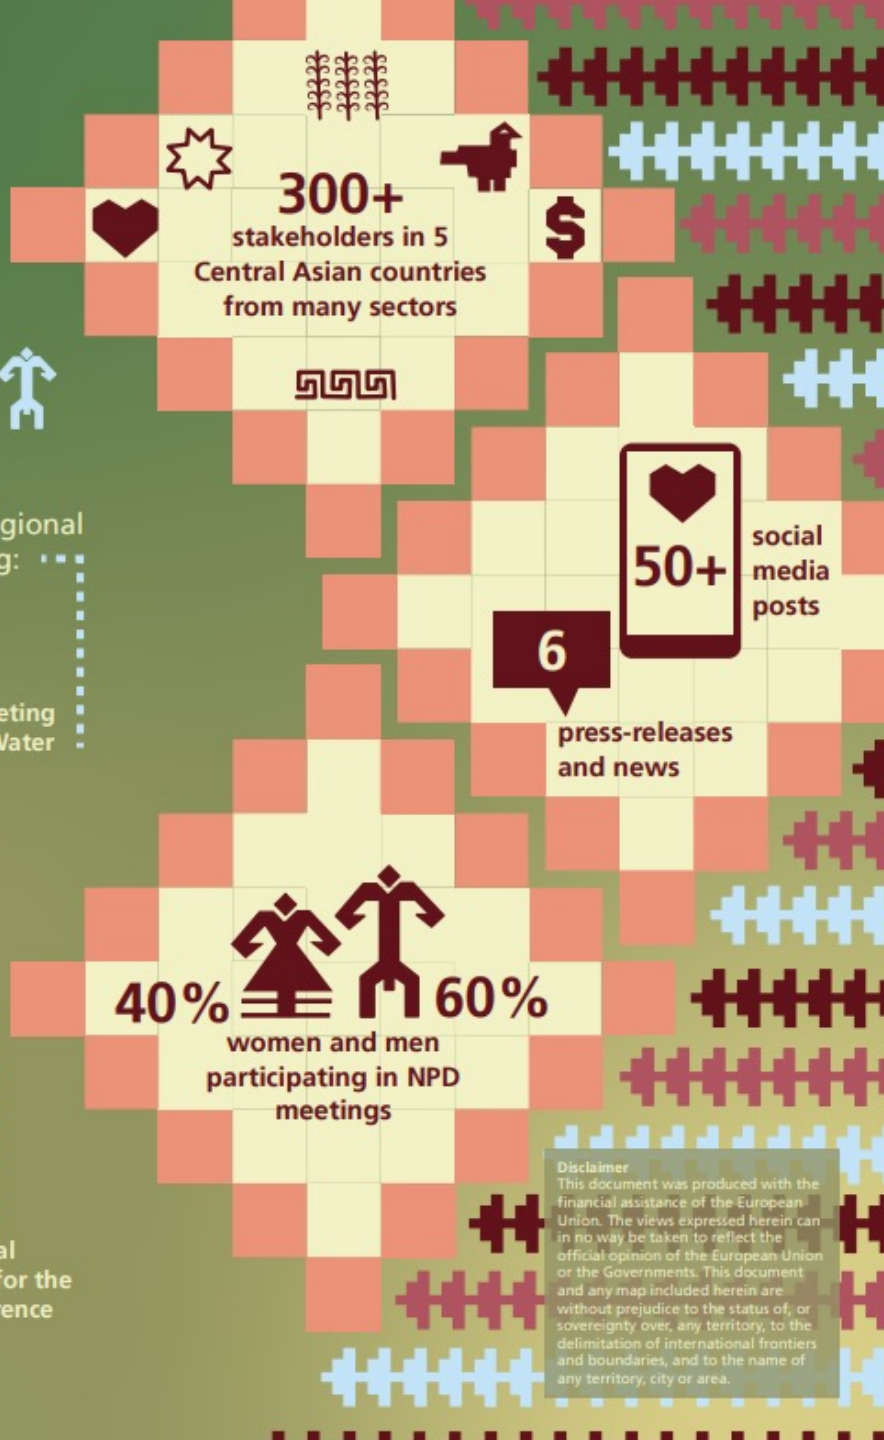 300+
stakeholders in 5
Central Asian countries
from many sectors
$
gional
g:
eting
Water
50+
social
media
posts
6
press-releases
and news
40%
60%
women and men
participating in NPD
meetings
al
for the
rence
Disclaimer
This document was produced with the
financial assistance of the European
Union. The views expressed herein can
in no way be taken to reflect the
official opinion of the European Union
or the Governments. This document
and any map included herein are
without prejudice to the status of, or
sovereignty over, any territory, to the
delimitation of international frontiers
and boundaries, and to the name of
any territory, city or area.